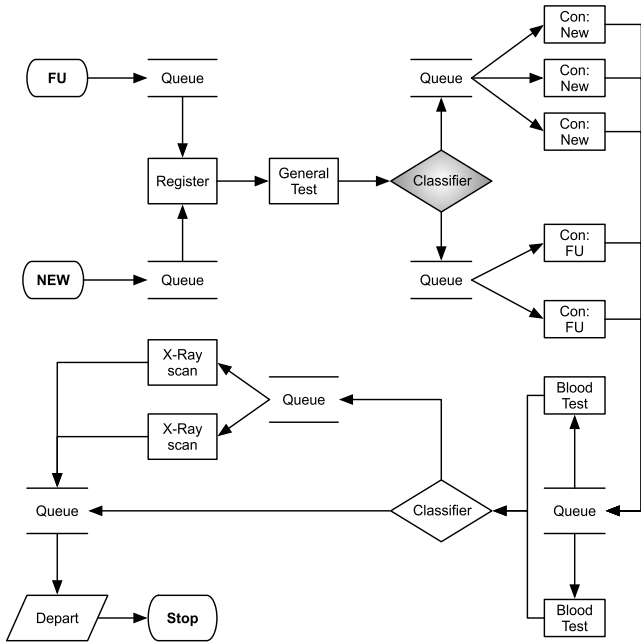 Con:
New
FU
Queue
Queue
Con:
New
Con:
New
Register
General
Test
Classifier
Con:
FU
NEW
Queue
Queue
Con:
FU
X-Ray
scan
Queue
Blood
Test
X-Ray
scan
Queue
Classifier
Queue
Depart
Stop
Blood
Test